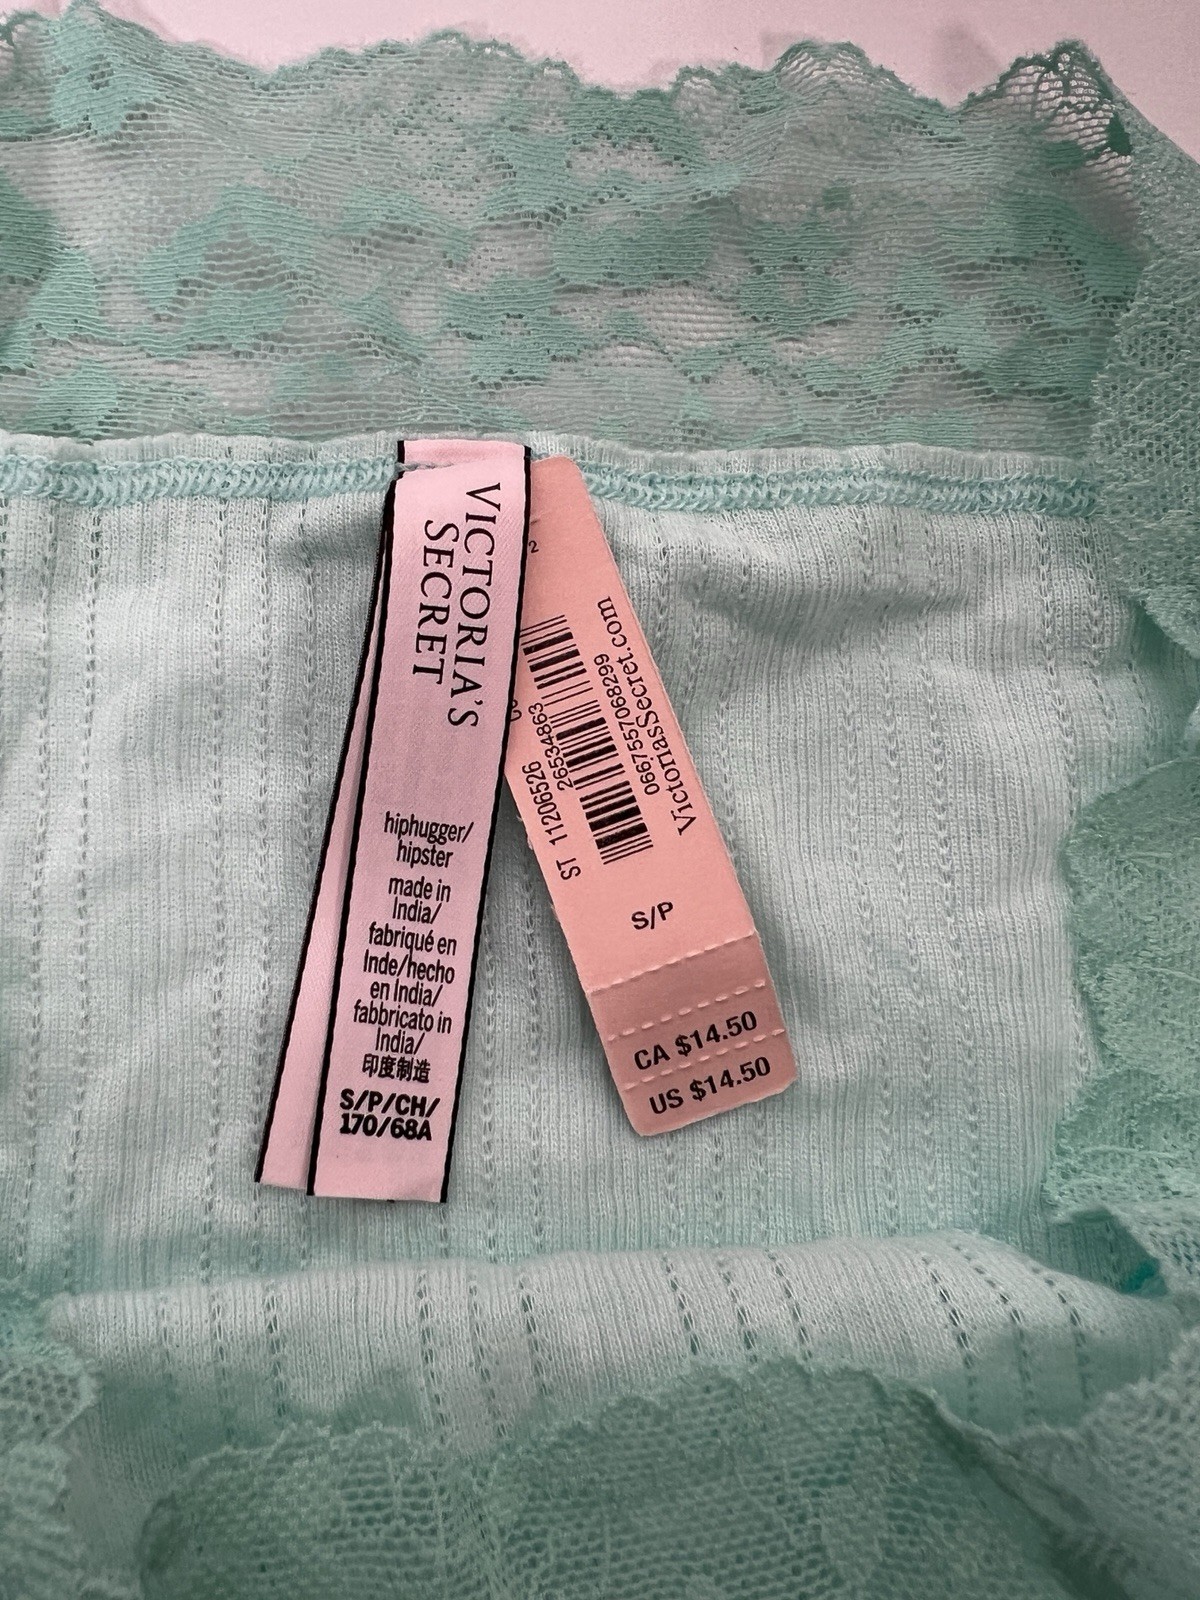 VICTORIA'S
SECRET
hiphugger/
hipster
made in
India/
fabriqué en
Inde/hecho
en India/
fabbricato in
India/
印度制造
S/P/CH/
170/68A
2
ST 11206526
26534863
0667557068299
VictoriasSecret.com
S/P
CA $14.50
US $14.50